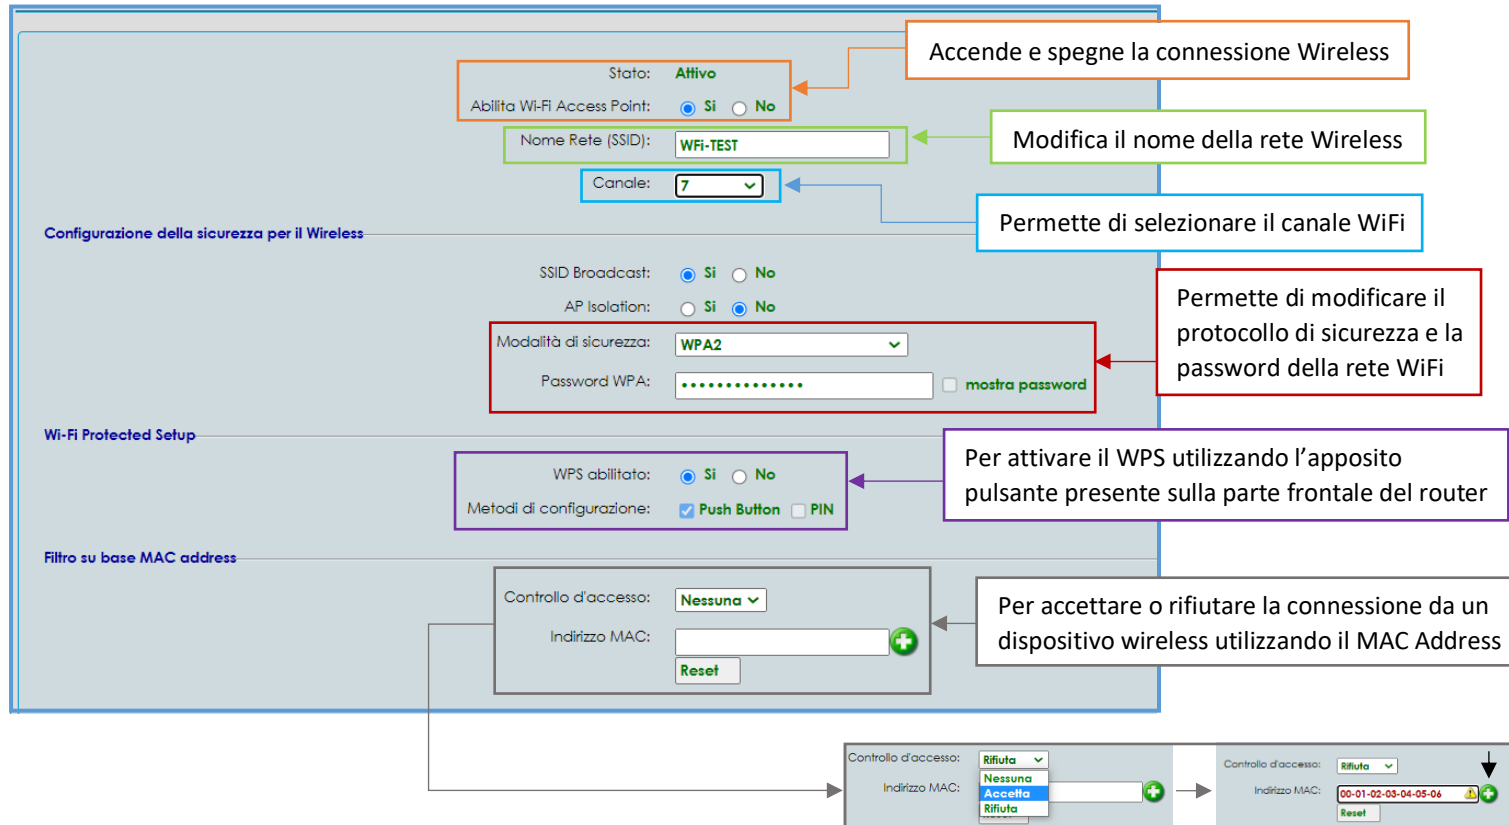 Accende e spegne la connessione Wireless
Stato: Attivo
Abilita Wi-Fi Access Point: Si No
Nome Rete (SSID): WFi-TEST
Modifica il nome della rete Wireless
Canale: 7
Permette di selezionare il canale WiFi
Configurazione della sicurezza per il Wireless
SSID Broadcast: Si No
AP Isolation: Si No
Permette di modificare il
protocollo di sicurezza e la
password della rete WiFi
Modalità di sicurezza: WPA2
Password WPA: •••••••••••••• mostra password
Wi-Fi Protected Setup
Per attivare il WPS utilizzando l’apposito
pulsante presente sulla parte frontale del router
WPS abilitato: Si No
Metodi di configurazione: Push Button PIN
Filtro su base MAC address
Controllo d'accesso: Nessuna
Per accettare o rifiutare la connessione da un
dispositivo wireless utilizzando il MAC Address
Indirizzo MAC:
Reset
Controllo d'accesso: Rifiuta
Nessuna
Indirizzo MAC: Accetta
Rifiuta
Controllo d'accesso: Rifiuta
Indirizzo MAC: 00-01-02-03-04-05-06
Reset